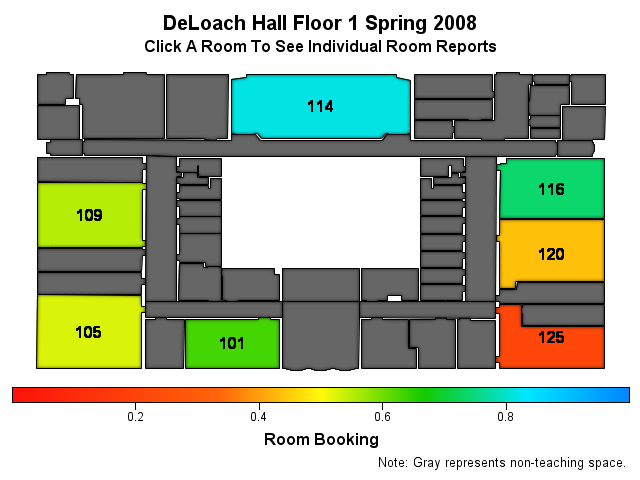 DeLoach Hall Floor 1 Spring 2008
Click A Room To See Individual Room Reports
114
116
109
120
105
101
125
0.2 0.4 0.6 0.8
Room Booking
Note: Gray represents non-teaching space.